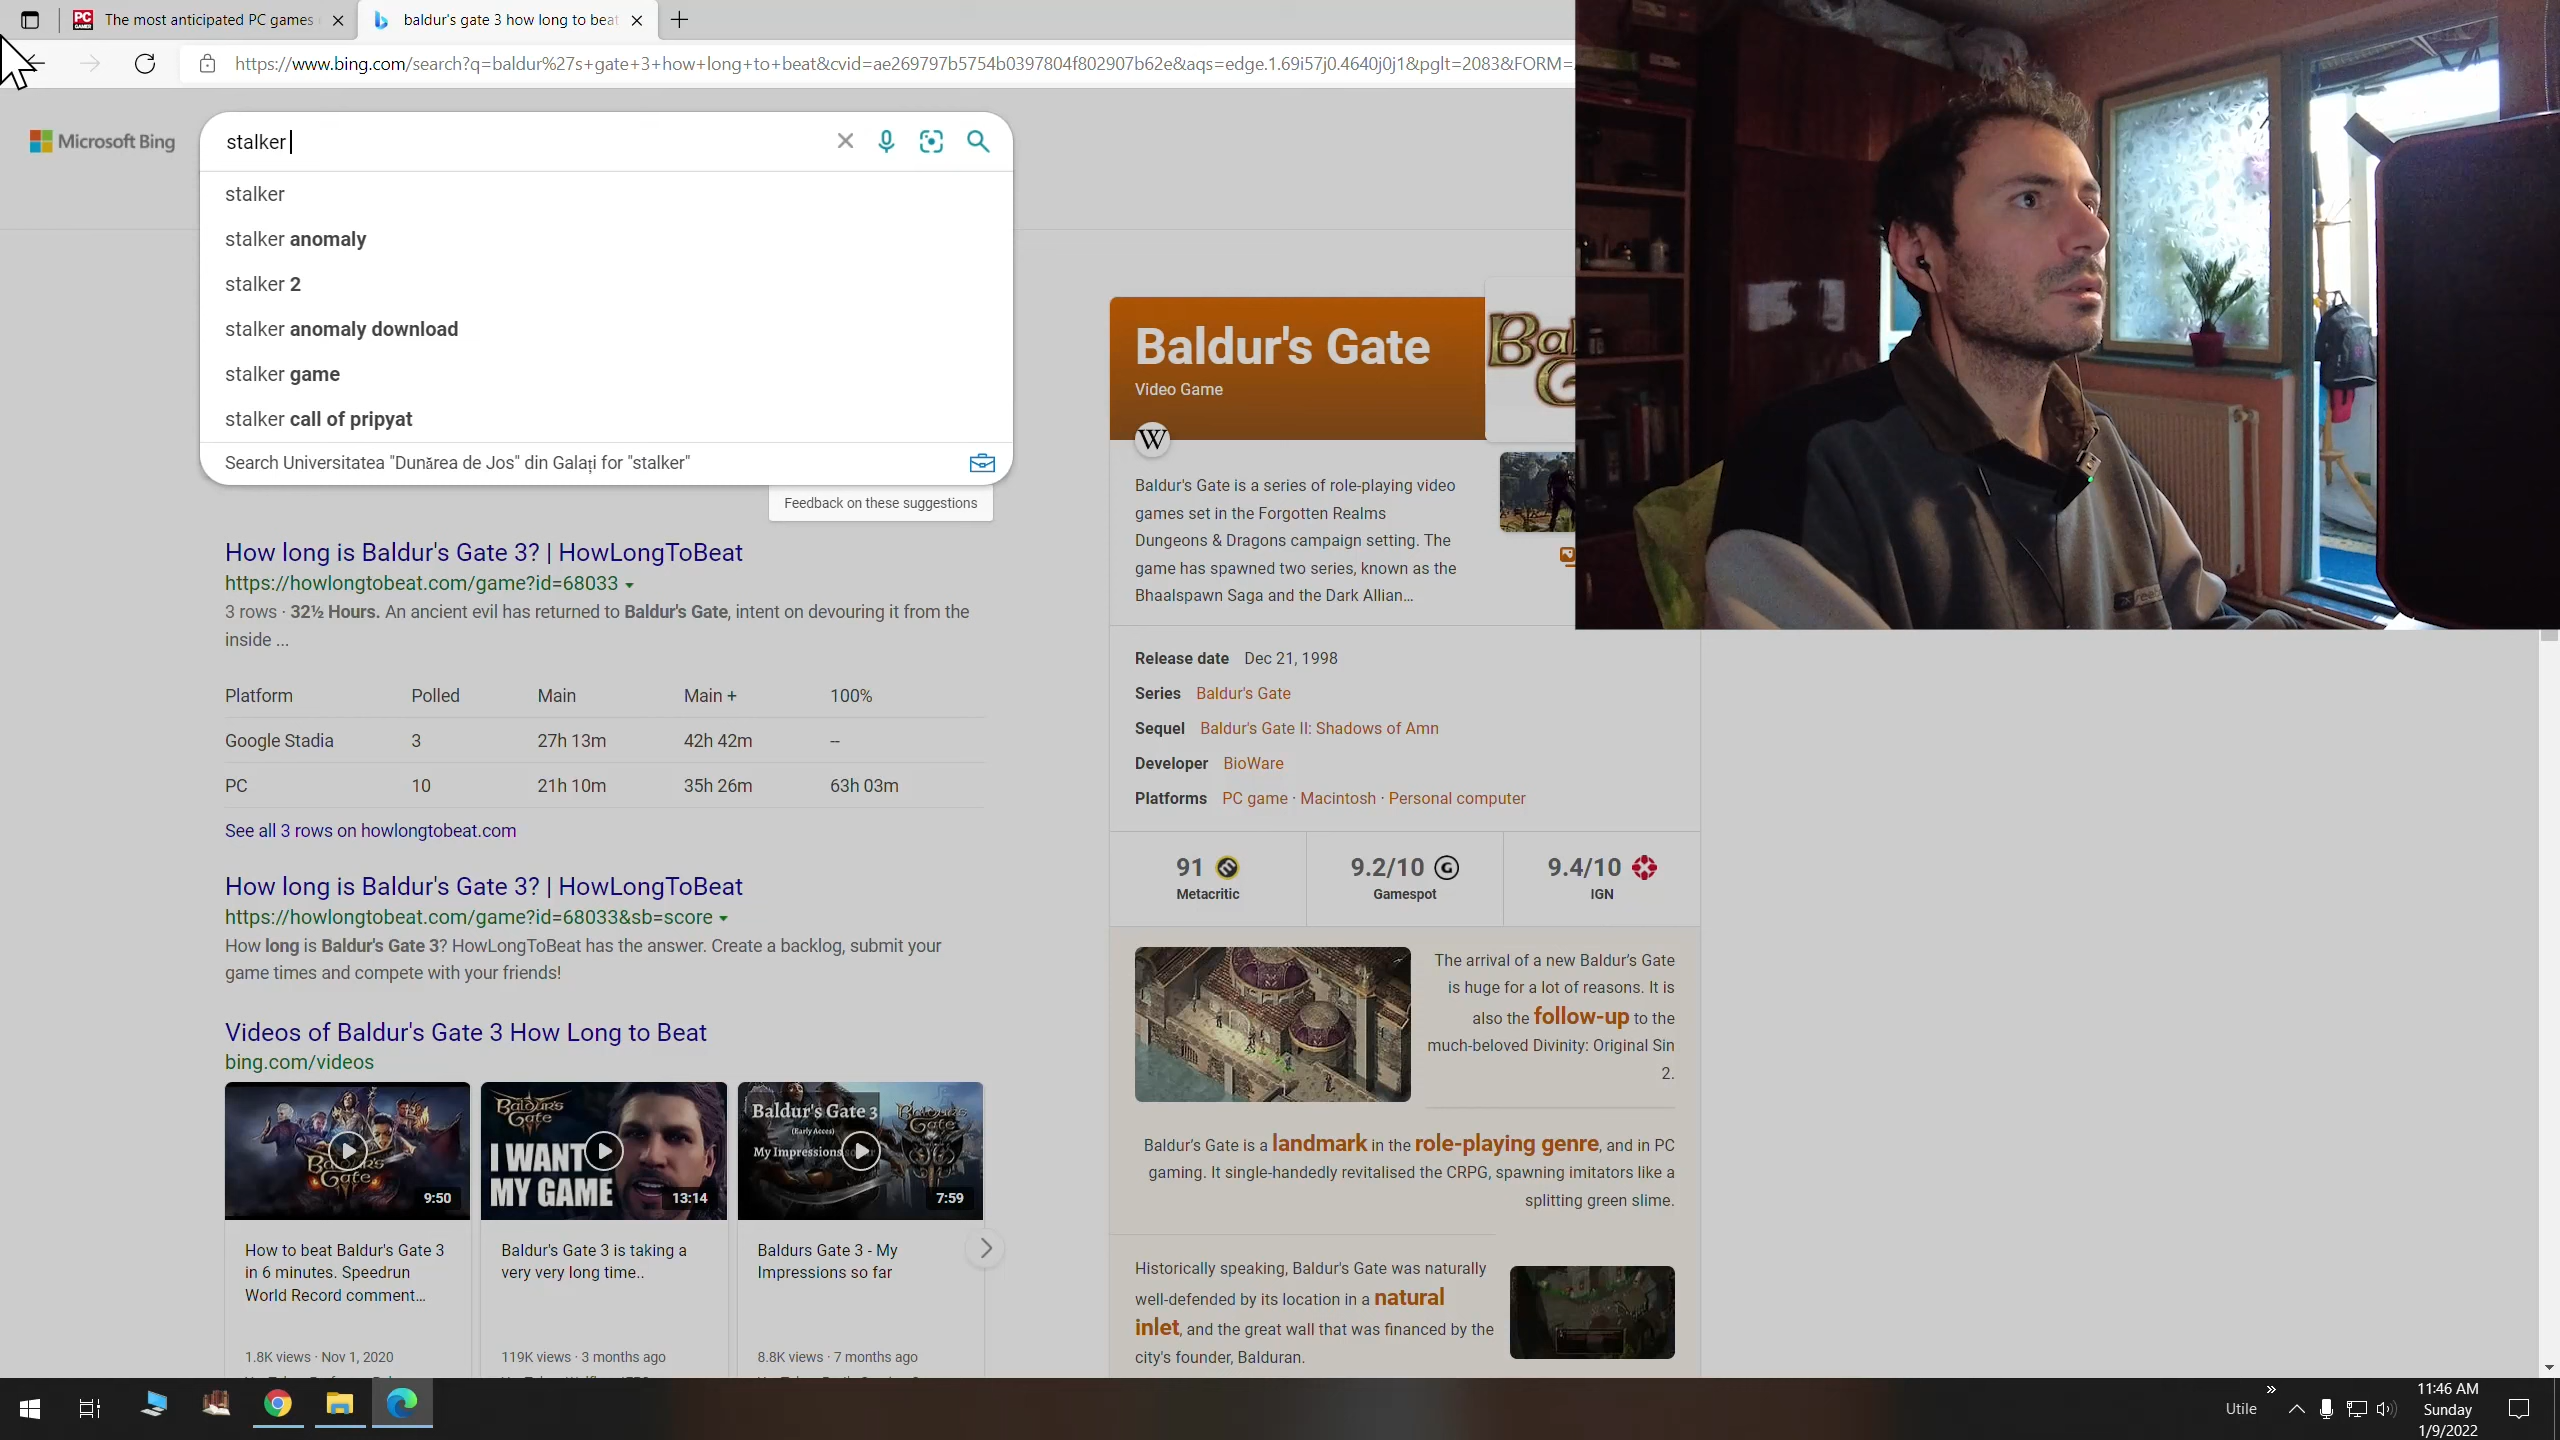 The most anticipated PC games
baldur's gate 3 how long to beat
https://www.bing.com/search?q=baldur%27s+gate+3+how+long+to+beat&cvid=ae269797b5754b0397804f802907b62e&aqs=edge.1.69i57j0.4640j0j1&pglt=2083&FORM=
Microsoft Bing
stalker
stalker
stalker anomaly
stalker 2
stalker anomaly download
stalker game
stalker call of pripyat
Search Universitatea "Dunărea de Jos" din Galați for "stalker"
Feedback on these suggestions
How long is Baldur's Gate 3? | HowLongToBeat
https://howlongtobeat.com/game?id=68033
3 rows · 32½ Hours. An ancient evil has returned to Baldur's Gate, intent on devouring it from the
inside ...
Platform Polled Main Main + 100%
Google Stadia 3 27h 13m 42h 42m --
PC 10 21h 10m 35h 26m 63h 03m
See all 3 rows on howlongtobeat.com
How long is Baldur's Gate 3? | HowLongToBeat
https://howlongtobeat.com/game?id=68033&sb=score
How long is Baldur's Gate 3? HowLongToBeat has the answer. Create a backlog, submit your
game times and compete with your friends!
Videos of Baldur's Gate 3 How Long to Beat
bing.com/videos
9:50
Baldur's
Gate
I WANT
MY GAME
13:14
Baldur's Gate 3
(Early Acces)
My Impressions
7:59
How to beat Baldur's Gate 3
in 6 minutes. Speedrun
World Record comment...
1.8K views · Nov 1, 2020
Baldur's Gate 3 is taking a
very very long time..
119K views · 3 months ago
Baldurs Gate 3 - My
Impressions so far
8.8K views · 7 months ago
Baldur's Gate
Video Game
W
Baldur's Gate is a series of role-playing video
games set in the Forgotten Realms
Dungeons & Dragons campaign setting. The
game has spawned two series, known as the
Bhaalspawn Saga and the Dark Allian...
Release date Dec 21, 1998
Series Baldur's Gate
Sequel Baldur's Gate II: Shadows of Amn
Developer BioWare
Platforms PC game · Macintosh · Personal computer
91
Metacritic
9.2/10
Gamespot
9.4/10
IGN
The arrival of a new Baldur's Gate
is huge for a lot of reasons. It is
also the follow-up to the
much-beloved Divinity: Original Sin
2.
Baldur's Gate is a landmark in the role-playing genre, and in PC
gaming. It single-handedly revitalised the CRPG, spawning imitators like a
splitting green slime.
Historically speaking, Baldur's Gate was naturally
well-defended by its location in a natural
inlet, and the great wall that was financed by the
city's founder, Balduran.
Utile
11:46 AM
Sunday
1/9/2022